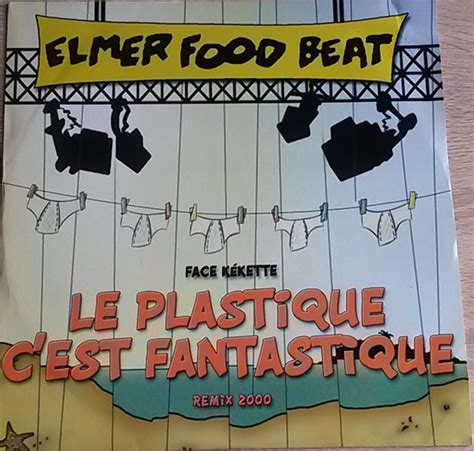 ELMER FOOD BEAT
FACE KÉKETTE
LE PLASTiQUE
C'EST FANTASTiQUE
REMiX 2000